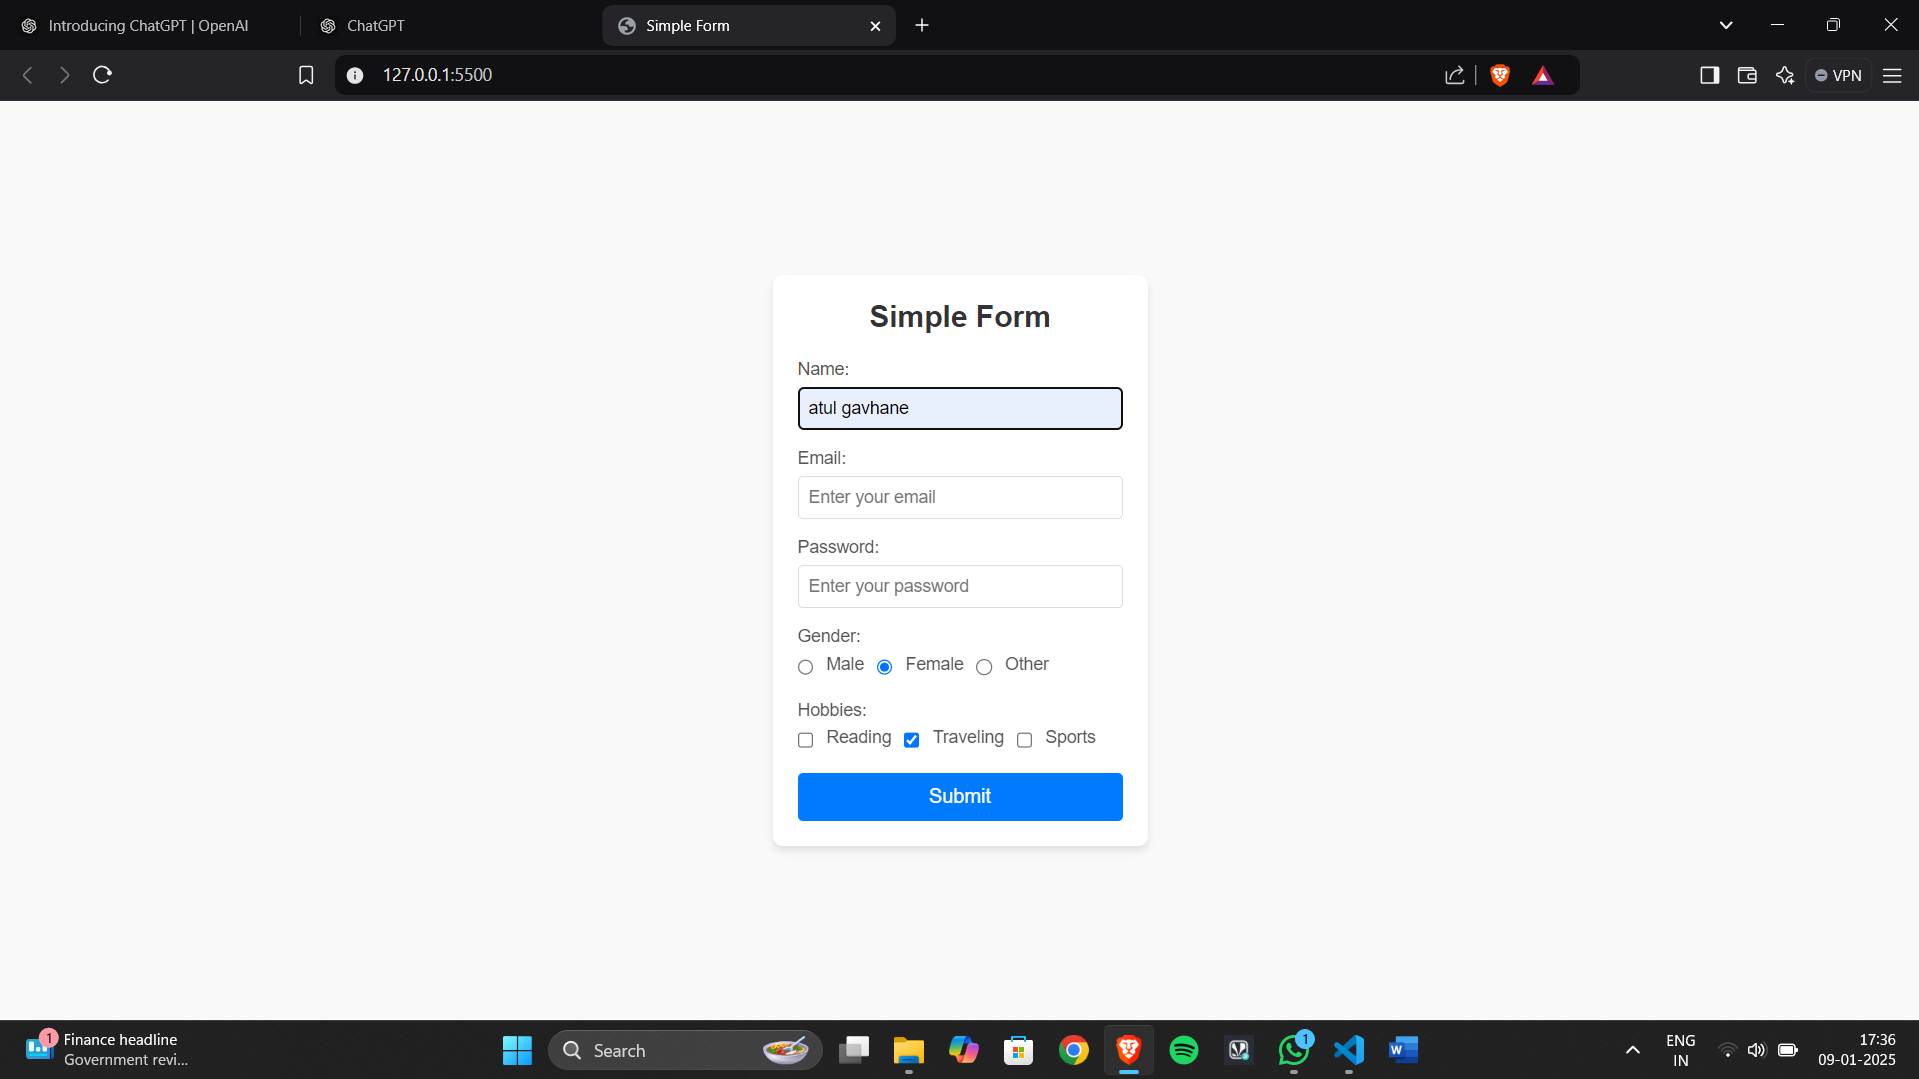 Introducing ChatGPT | OpenAI
ChatGPT
Simple Form
127.0.0.1:5500
VPN
Simple Form
Name:
atul gavhane
Email:
Enter your email
Password:
Enter your password
Gender:
Male Female Other
Hobbies:
Reading Traveling Sports
Submit
1
Finance headline
Government revi...
Search
1
W
ENG
IN
17:36
09-01-2025